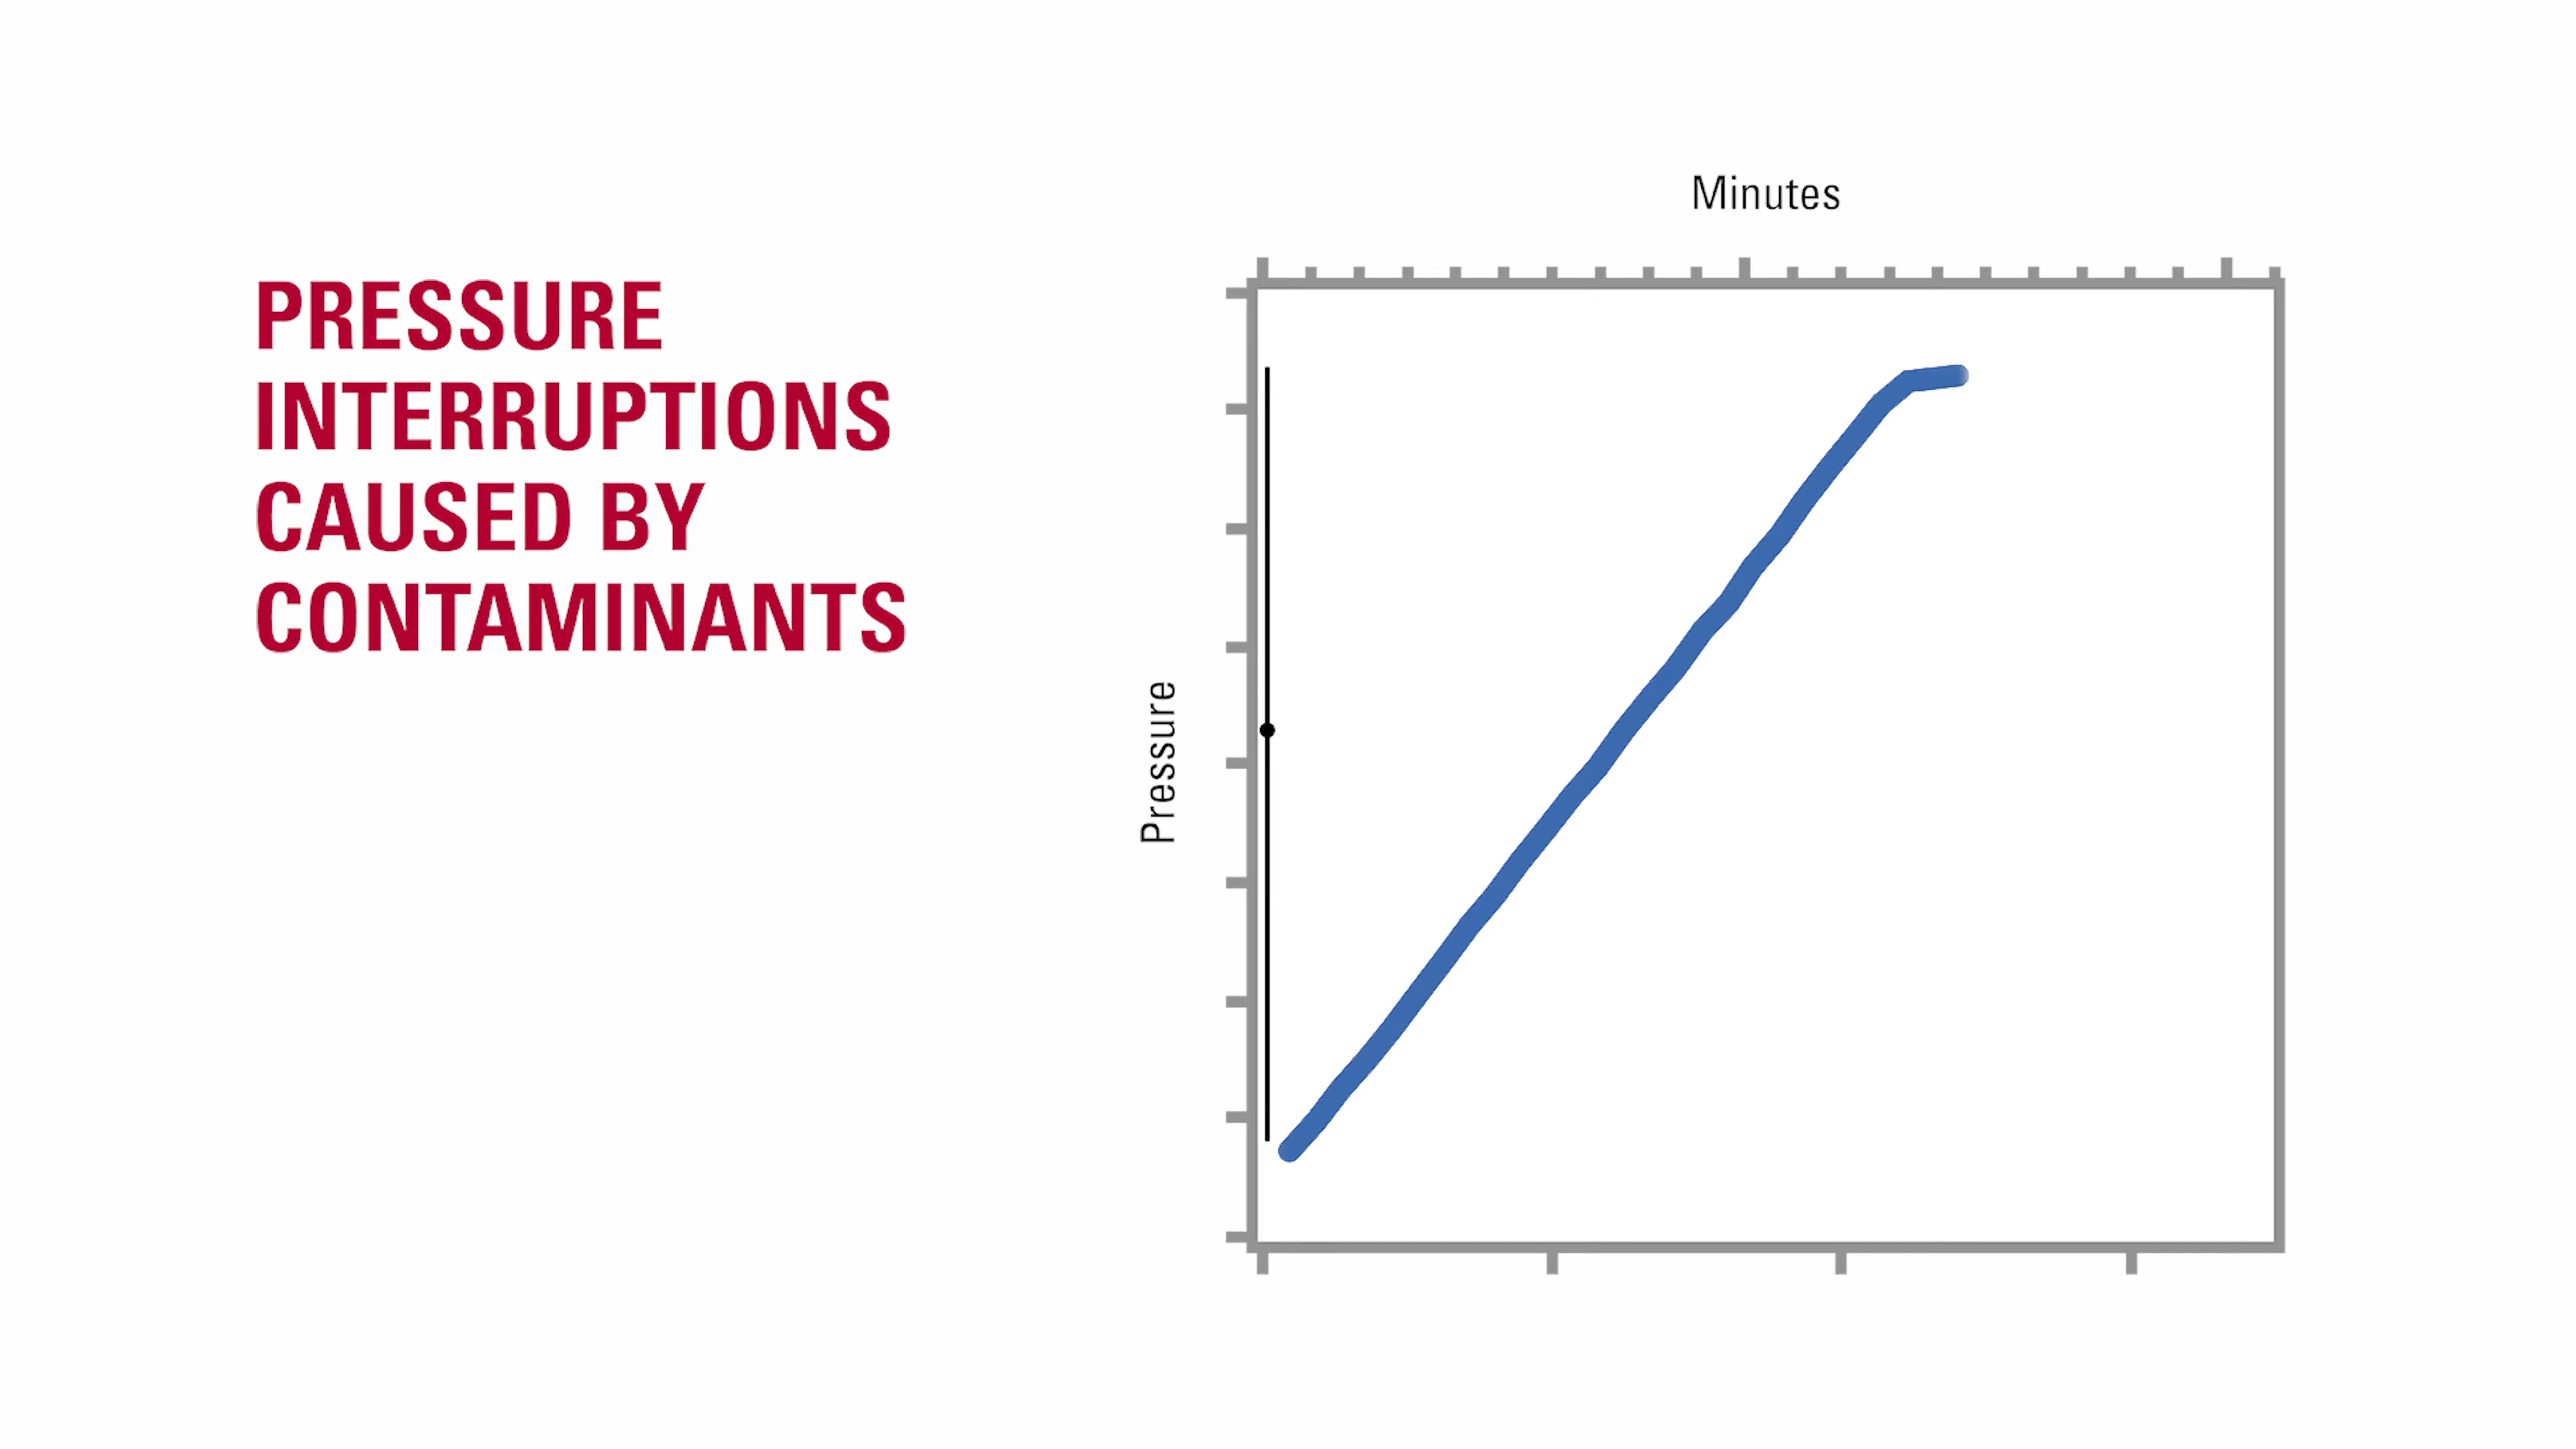 PRESSURE
INTERRUPTIONS
CAUSED BY
CONTAMINANTS
Minutes
Pressure